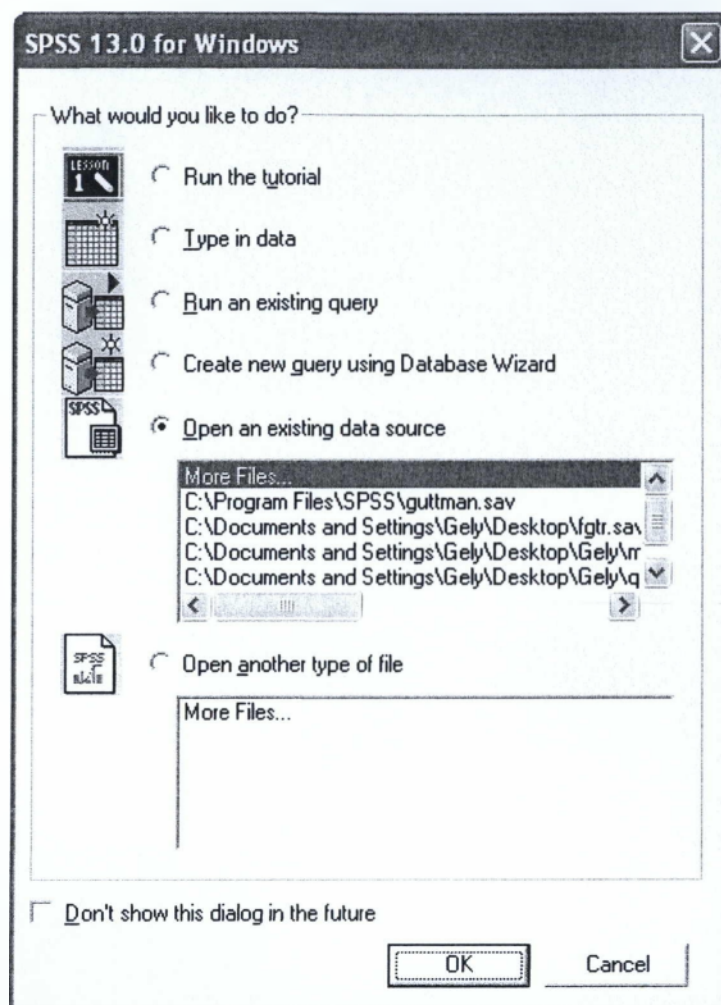 SPSS 13.0 for Windows
What would you like to do?
LESSON
1
Run the tutorial
Type in data
Run an existing query
Create new query using Database Wizard
SPSS
Open an existing data source
More Files...
C:\Program Files\SPSS\guttman.sav
C:\Documents and Settings\Gely\Desktop\fgtr.sav
C:\Documents and Settings\Gely\Desktop\Gely\
C:\Documents and Settings\Gely\Desktop\Gely\q
SPSS
Open another type of file
More Files...
Don't show this dialog in the future
OK
Cancel